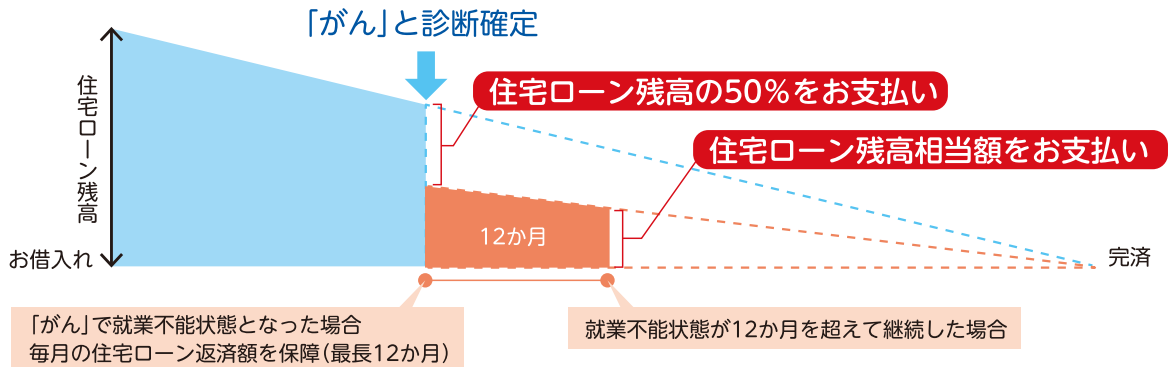 「がん」と診断確定
住宅ローン残高の50％をお支払い
住宅ローン残高相当額をお支払い
住宅ローン残高
12か月
お借入れ
完済
「がん」で就業不能状態となった場合
毎月の住宅ローン返済額を保障（最長12か月）
就業不能状態が12か月を超えて継続した場合